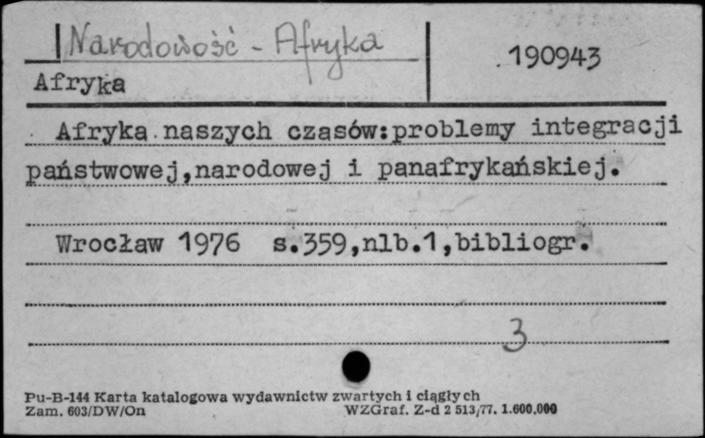 Narodowość - Afryka
190943
Afryka
Afryka naszych czasów:problemy integracji
państwowej,narodowej i panafrykańskiej.
Wrocław 1976 s.359,nlb.1,bibliogr.
3
Pu-B-144 Karta katalogowa wydawnictw zwartych i ciągłych
Zam. 603/DW/On WZGraf. Z-d 2 513/77. 1.600.000